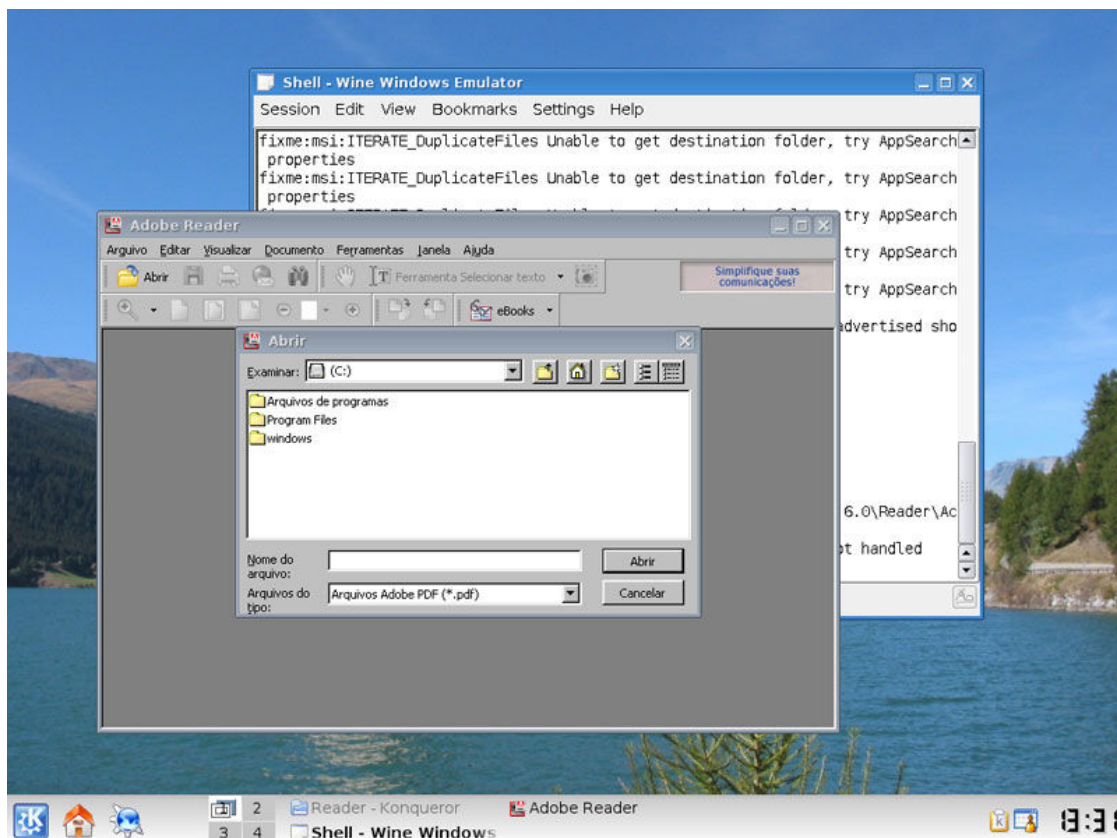 Shell - Wine Windows Emulator
Session Edit View Bookmarks Settings Help
fixme:msi:ITERATE_DuplicateFiles Unable to get destination folder, try AppSearch
properties
fixme:msi:ITERATE_DuplicateFiles Unable to get destination folder, try AppSearch
properties
try AppSearch
try AppSearch
try AppSearch
advertised sho
6.0\Reader\Ac
handled
Adobe Reader
Arquivo Editar Visualizar Documento Ferramentas Janela Ajuda
Abrir Ferramenta Selecionar texto
Simplifique suas
comunicações!
eBooks
Abrir
Examinar: (C:)
Arquivos de programas
Program Files
windows
Nome do
arquivo:
Abrir
Arquivos do
tipo:
Arquivos Adobe PDF (*.pdf)
Cancelar
2 Reader - Konqueror Adobe Reader
3 4 Shell - Wine Windows